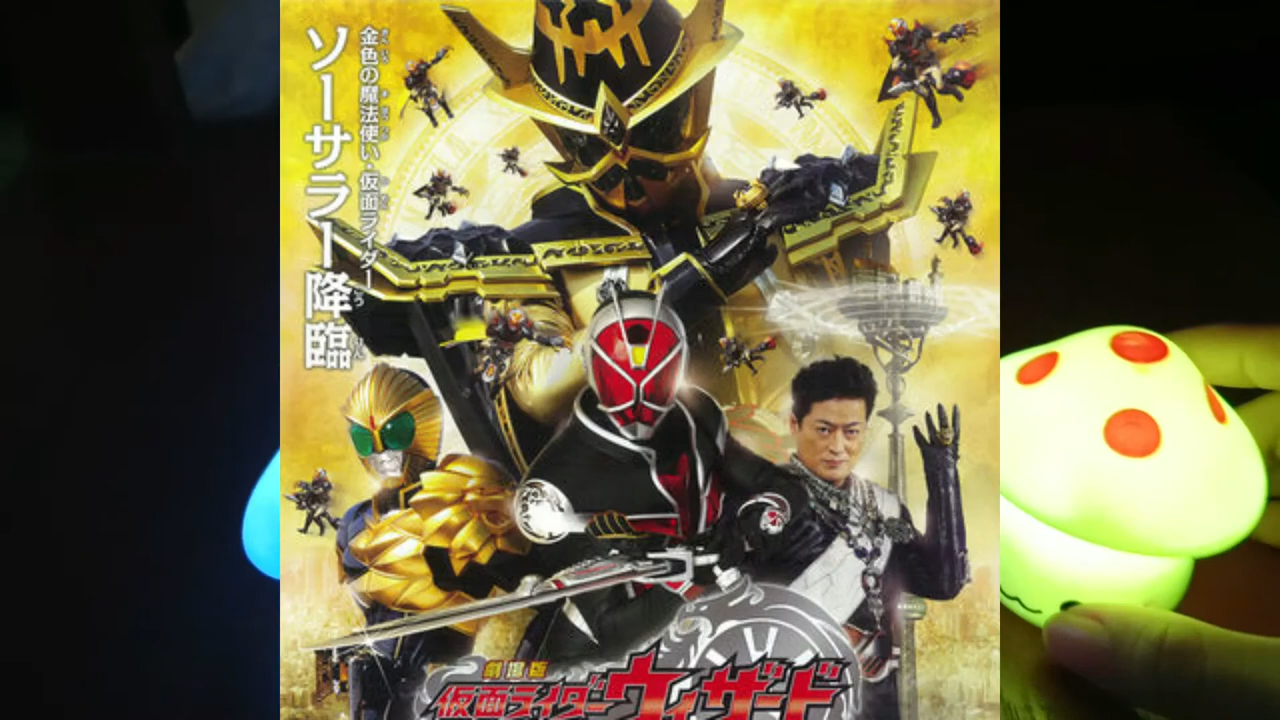 金色の魔法使い・仮面ライダー
ソーサラー降臨
劇場版
仮面ライダーウィザード